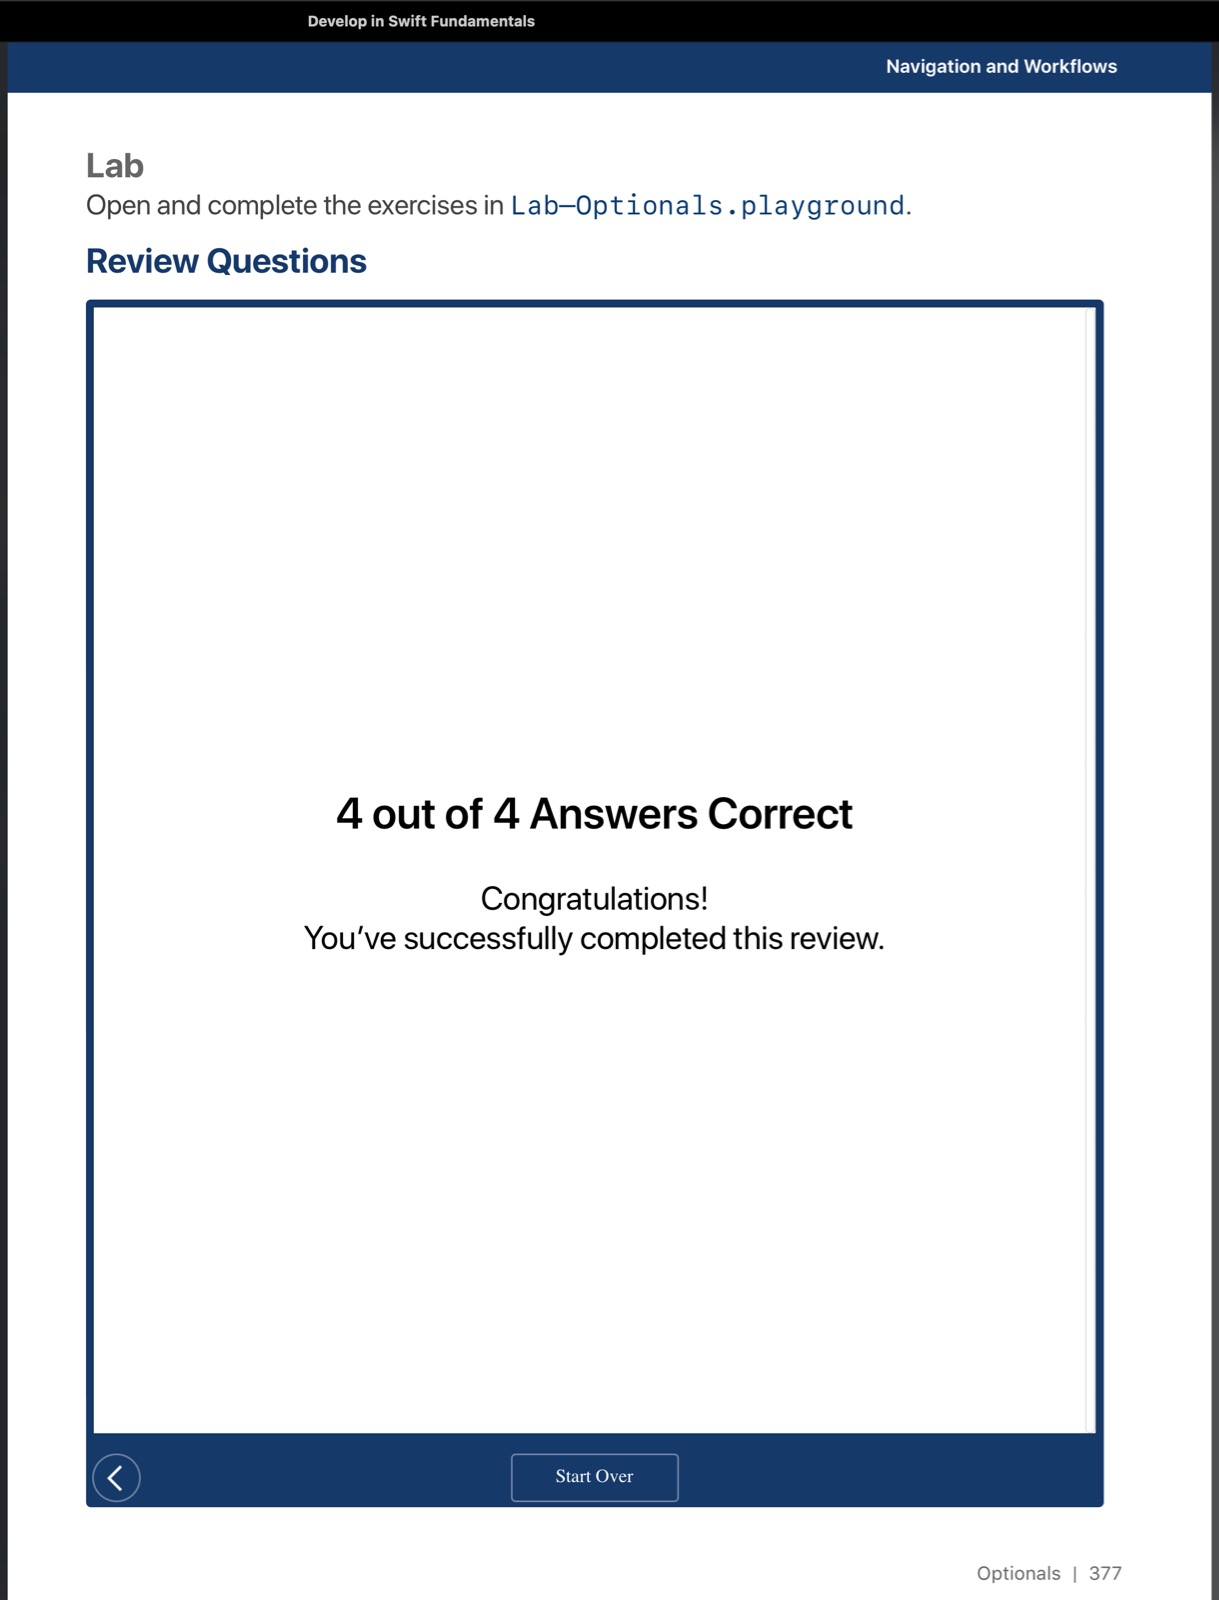 Develop in Swift Fundamentals
Navigation and Workflows
Lab
Open and complete the exercises in Lab—Optionals.playground.
Review Questions
4 out of 4 Answers Correct
Congratulations!
You’ve successfully completed this review.
Start Over
Optionals | 377